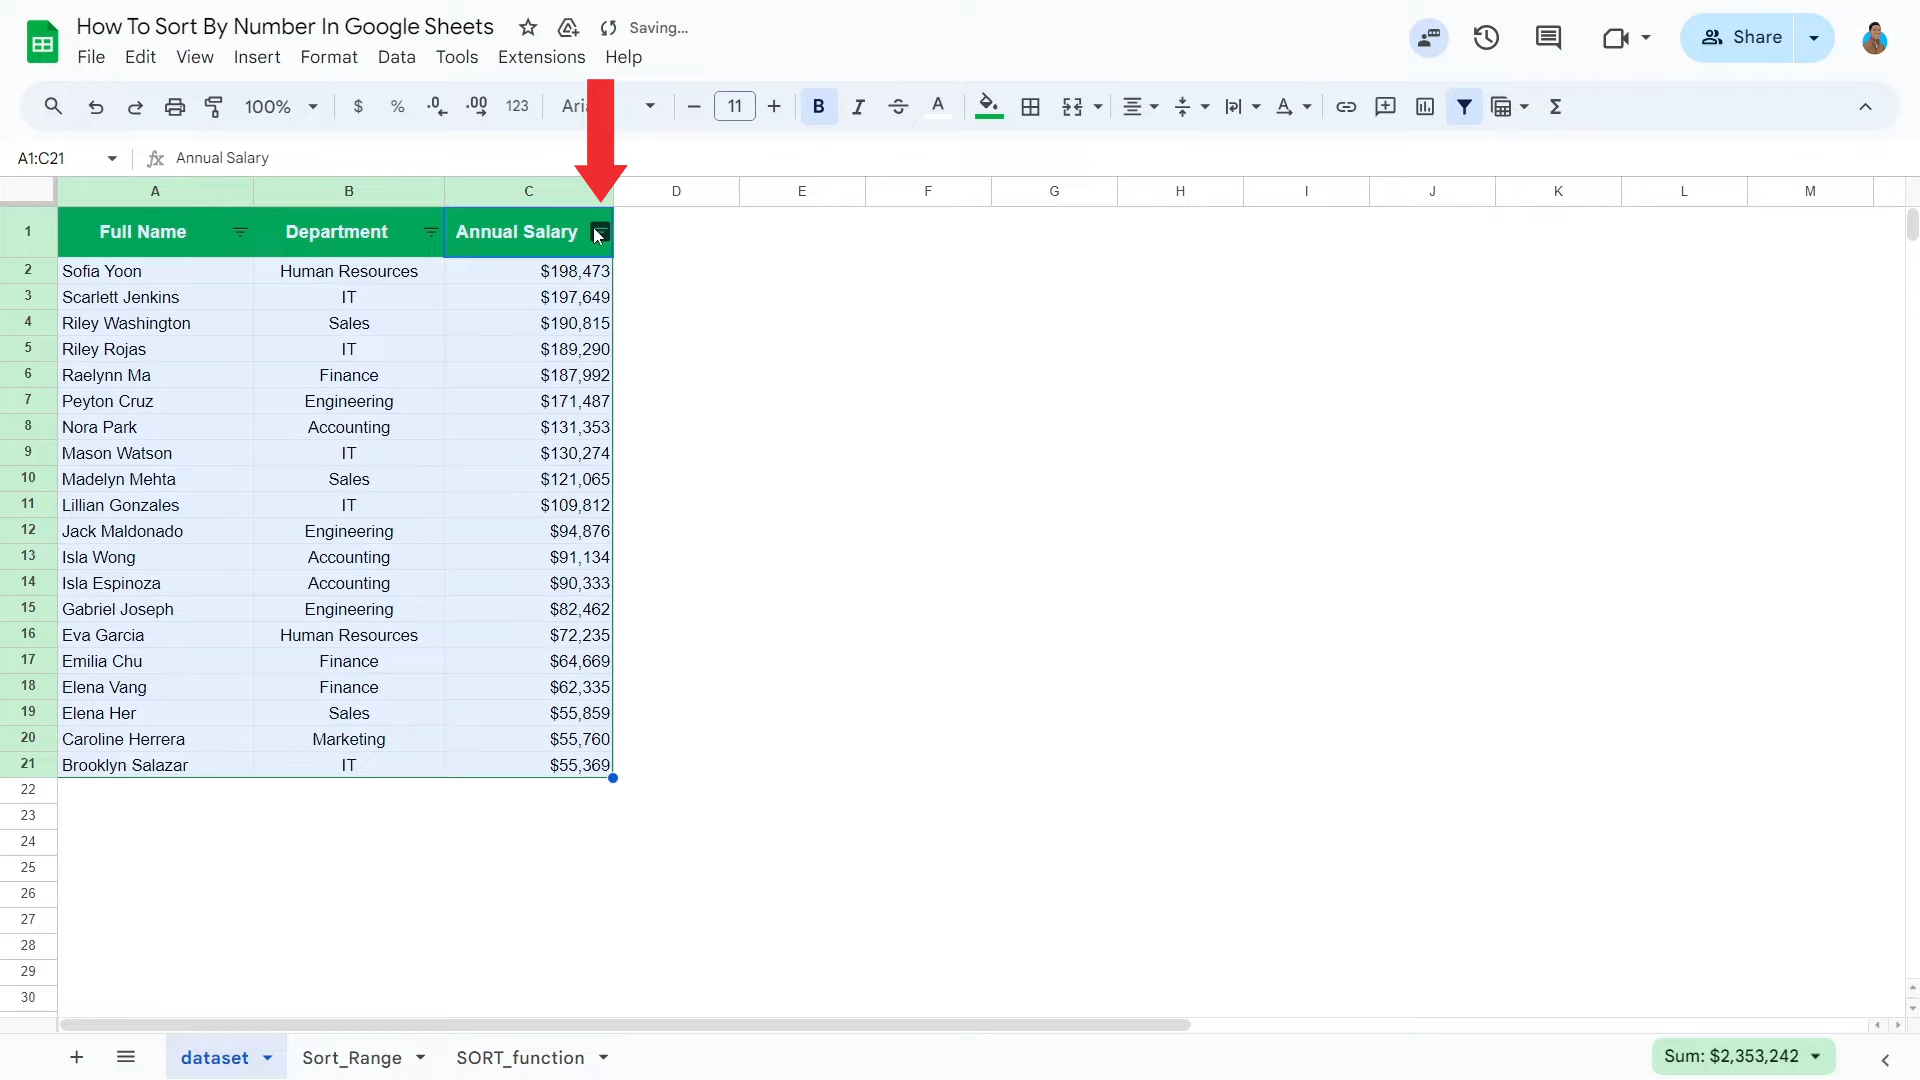 How To Sort By Number In Google Sheets Saving...
File Edit View Insert Format Data Tools Extensions Help
Share
100% $ % .0 .00 123 Ari 11 B I S A A Σ
A1:C21 fx Annual Salary
A B C D E F G H I J K L M
1 Full Name Department Annual Salary
2 Sofia Yoon Human Resources $198,473
3 Scarlett Jenkins IT $197,649
4 Riley Washington Sales $190,815
5 Riley Rojas IT $189,290
6 Raelynn Ma Finance $187,992
7 Peyton Cruz Engineering $171,487
8 Nora Park Accounting $131,353
9 Mason Watson IT $130,274
10 Madelyn Mehta Sales $121,065
11 Lillian Gonzales IT $109,812
12 Jack Maldonado Engineering $94,876
13 Isla Wong Accounting $91,134
14 Isla Espinoza Accounting $90,333
15 Gabriel Joseph Engineering $82,462
16 Eva Garcia Human Resources $72,235
17 Emilia Chu Finance $64,669
18 Elena Vang Finance $62,335
19 Elena Her Sales $55,859
20 Caroline Herrera Marketing $55,760
21 Brooklyn Salazar IT $55,369
22
23
24
25
26
27
28
29
30
dataset Sort_Range SORT_function Sum: $2,353,242